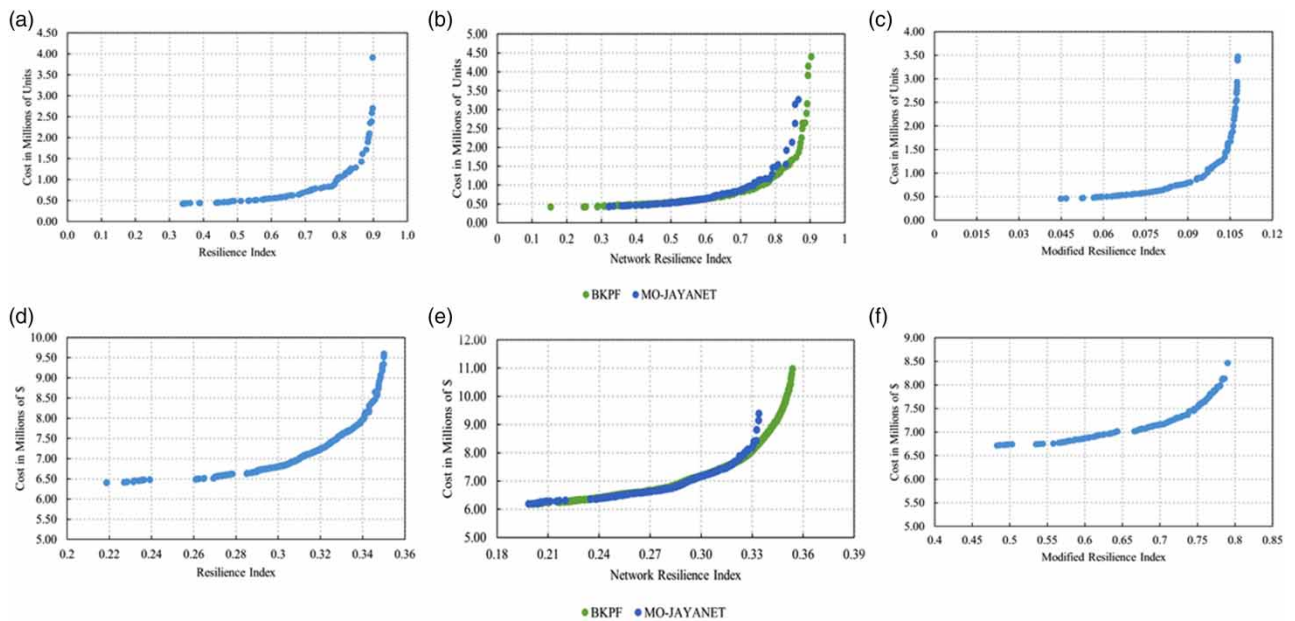 (a)
4.50
4.00
3.50
3.00
2.50
2.00
1.50
1.00
0.50
0.00
Cost in Millions of Units
0.0 0.1 0.2 0.3 0.4 0.5 0.6 0.7 0.8 0.9 1.0
Resilience Index
(b)
5.00
4.50
4.00
3.50
3.00
2.50
2.00
1.50
1.00
0.50
0.00
Cost in Millions of Units
0 0.1 0.2 0.3 0.4 0.5 0.6 0.7 0.8 0.9 1
Network Resilience Index
BKPF MO-JAYANET
(c)
4.00
3.50
3.00
2.50
2.00
1.50
1.00
0.50
0.00
Cost in Millions of Units
0 0.015 0.03 0.045 0.06 0.075 0.09 0.105 0.12
Modified Resilience Index
(d)
10.00
9.50
9.00
8.50
8.00
7.50
7.00
6.50
6.00
5.50
5.00
Cost in Millions of $
0.2 0.22 0.24 0.26 0.28 0.3 0.32 0.34 0.36
Resilience Index
(e)
12.00
11.00
10.00
9.00
8.00
7.00
6.00
5.00
Cost in Millions of $
0.18 0.21 0.24 0.27 0.30 0.33 0.36 0.39
Network Resilience Index
BKPF MO-JAYANET
(f)
9.00
8.50
8.00
7.50
7.00
6.50
6.00
5.50
5.00
Cost in Millions of $
0.4 0.45 0.5 0.55 0.6 0.65 0.7 0.75 0.8 0.85
Modified Resilience Index